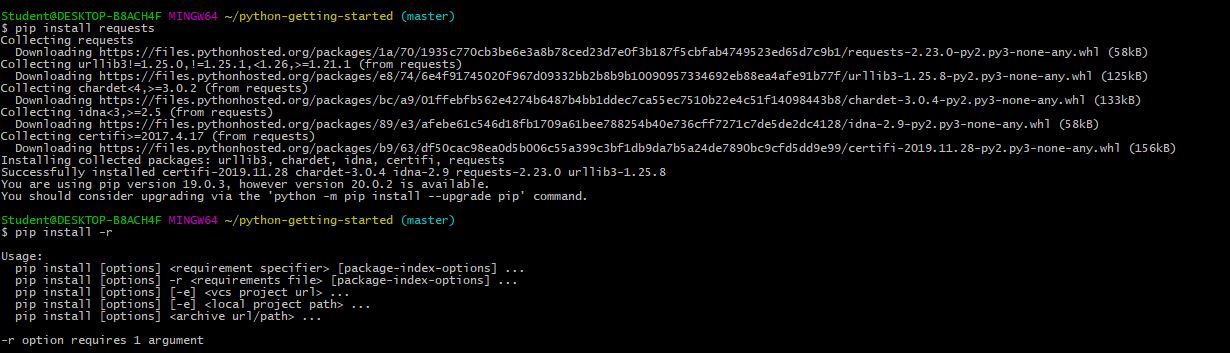 Student@DESKTOP-B8ACH4F MINGW64 ~/python-getting-started (master)
$ pip install requests
Collecting requests
  Downloading https://files.pythonhosted.org/packages/1a/70/1935c770cb3be6e3a8b78ced23d7e0f3b187f5cbfab4749523ed65d7c9b1/requests-2.23.0-py2.py3-none-any.whl (58kB)
Collecting urllib3!=1.25.0,!=1.25.1,<1.26,>=1.21.1 (from requests)
  Downloading https://files.pythonhosted.org/packages/e8/74/6e4f91745020f967d09332bb2b8b9b10090957334692eb88ea4afe91b77f/urllib3-1.25.8-py2.py3-none-any.whl (125kB)
Collecting chardet<4,>=3.0.2 (from requests)
  Downloading https://files.pythonhosted.org/packages/bc/a9/01ffebfb562e4274b6487b4bb1ddec7ca55ec7510b22e4c51f14098443b8/chardet-3.0.4-py2.py3-none-any.whl (133kB)
Collecting idna<3,>=2.5 (from requests)
  Downloading https://files.pythonhosted.org/packages/89/e3/afebe61c546d18fb1709a61bee788254b40e736cff7271c7de5de2dc4128/idna-2.9-py2.py3-none-any.whl (58kB)
Collecting certifi>=2017.4.17 (from requests)
  Downloading https://files.pythonhosted.org/packages/b9/63/df50cac98ea0d5b006c55a399c3bf1db9da7b5a24de7890bc9cfd5dd9e99/certifi-2019.11.28-py2.py3-none-any.whl (156kB)
Installing collected packages: urllib3, chardet, idna, certifi, requests
Successfully installed certifi-2019.11.28 chardet-3.0.4 idna-2.9 requests-2.23.0 urllib3-1.25.8
You are using pip version 19.0.3, however version 20.0.2 is available.
You should consider upgrading via the 'python -m pip install --upgrade pip' command.

Student@DESKTOP-B8ACH4F MINGW64 ~/python-getting-started (master)
$ pip install -r

Usage:
  pip install [options] <requirement specifier> [package-index-options] ...
  pip install [options] -r <requirements file> [package-index-options] ...
  pip install [options] [-e] <vcs project url> ...
  pip install [options] [-e] <local project path> ...
  pip install [options] <archive url/path> ...

-r option requires 1 argument